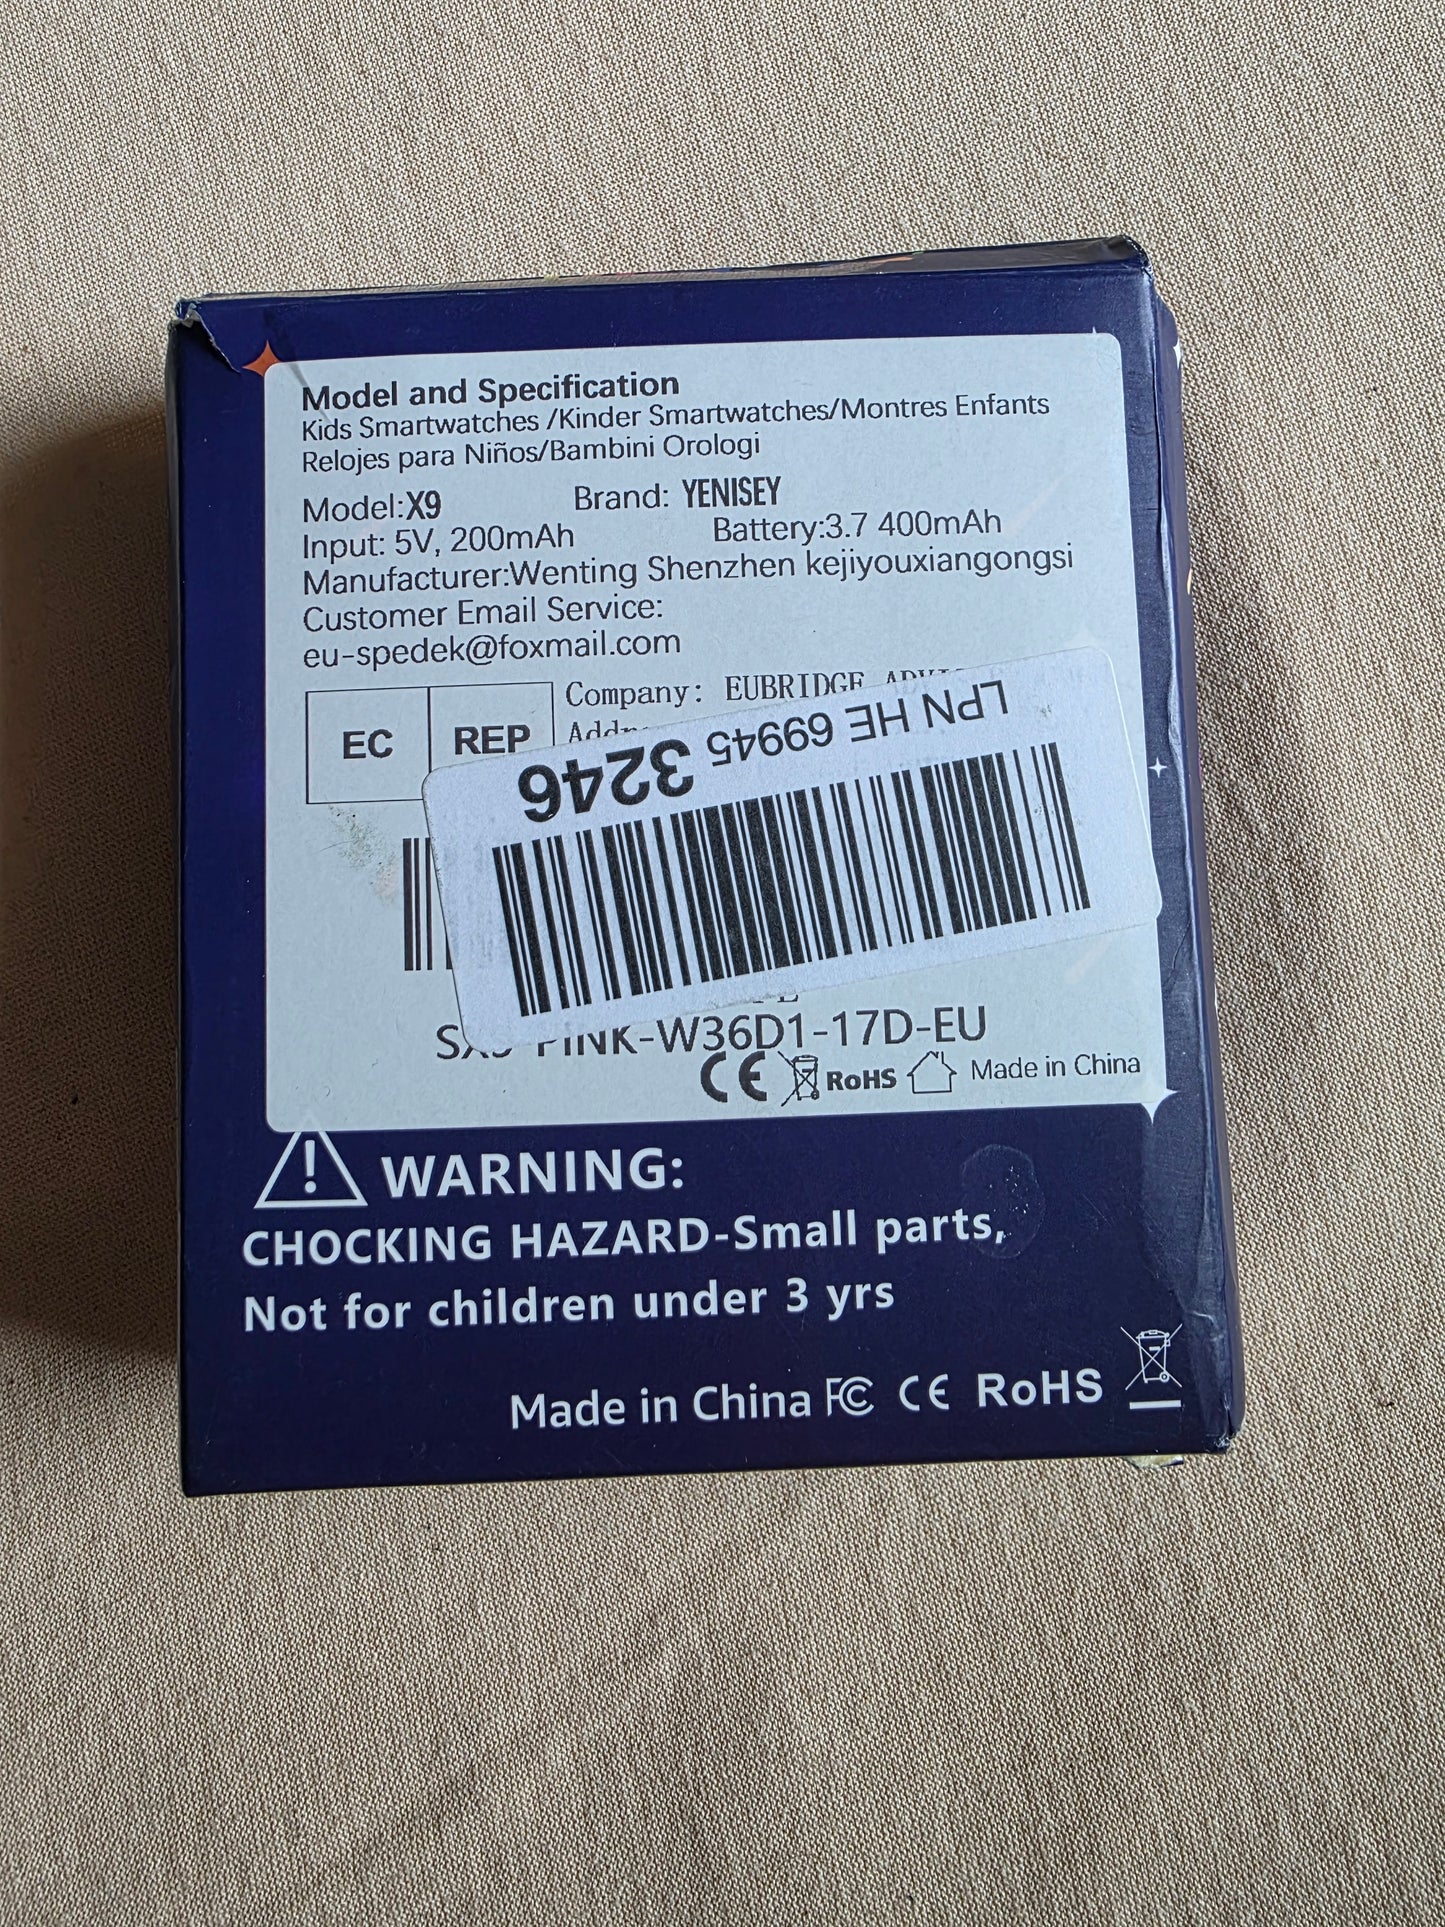 Model and Specification
Kids Smartwatches /Kinder Smartwatches/Montres Enfants
Relojes para Niños/Bambini Orologi
Model:X9 Brand: YENISEY
Input: 5V, 200mAh Battery:3.7 400mAh
Manufacturer:Wenting Shenzhen kejiyouxiangongsi
Customer Email Service:
eu-spedek@foxmail.com
EC REP
Company: EUBRIDGE
LPN HE 69945 3246
PINK-W36D1-17D-EU
CE RoHS Made in China
WARNING:
CHOCKING HAZARD-Small parts,
Not for children under 3 yrs
Made in China FC CE RoHS